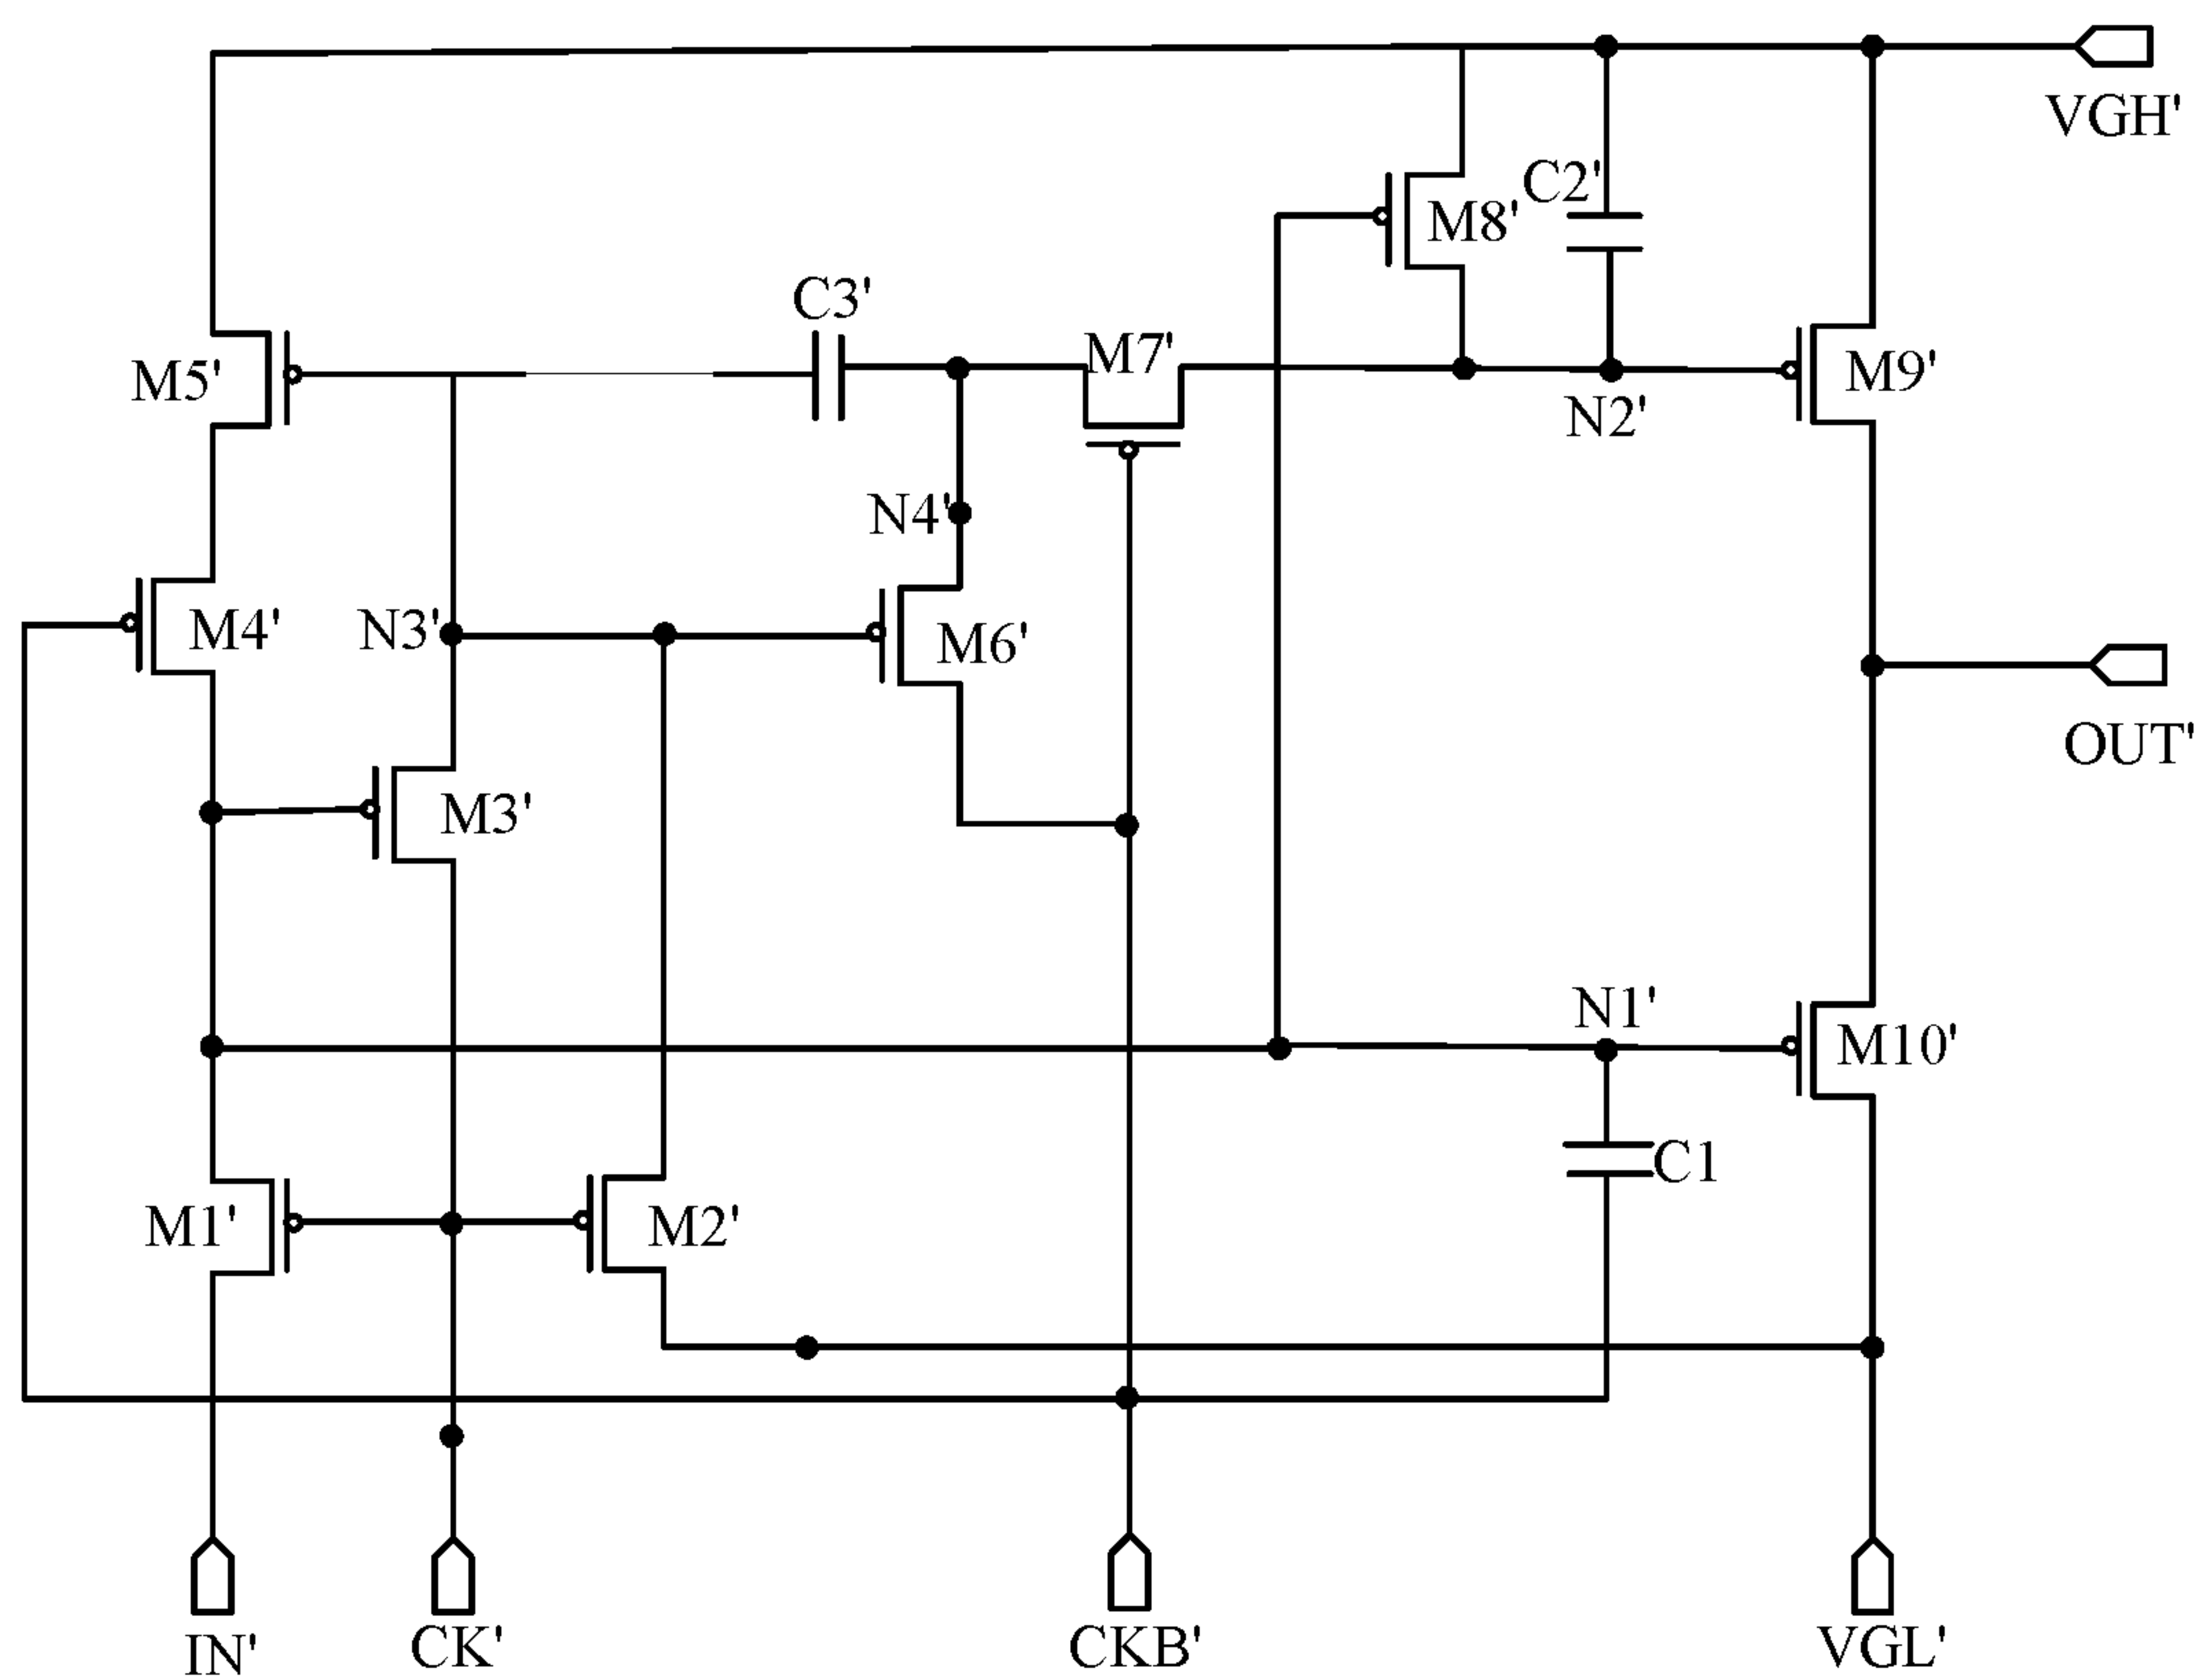 VGH'
C2'
M8'
C3'
M7'
M5'
M9'
N2'
N4'
M4'
N3'
M6'
OUT'
M3'
N1'
M10'
C1
M1'
M2'
IN'
CK'
CKB'
VGL'